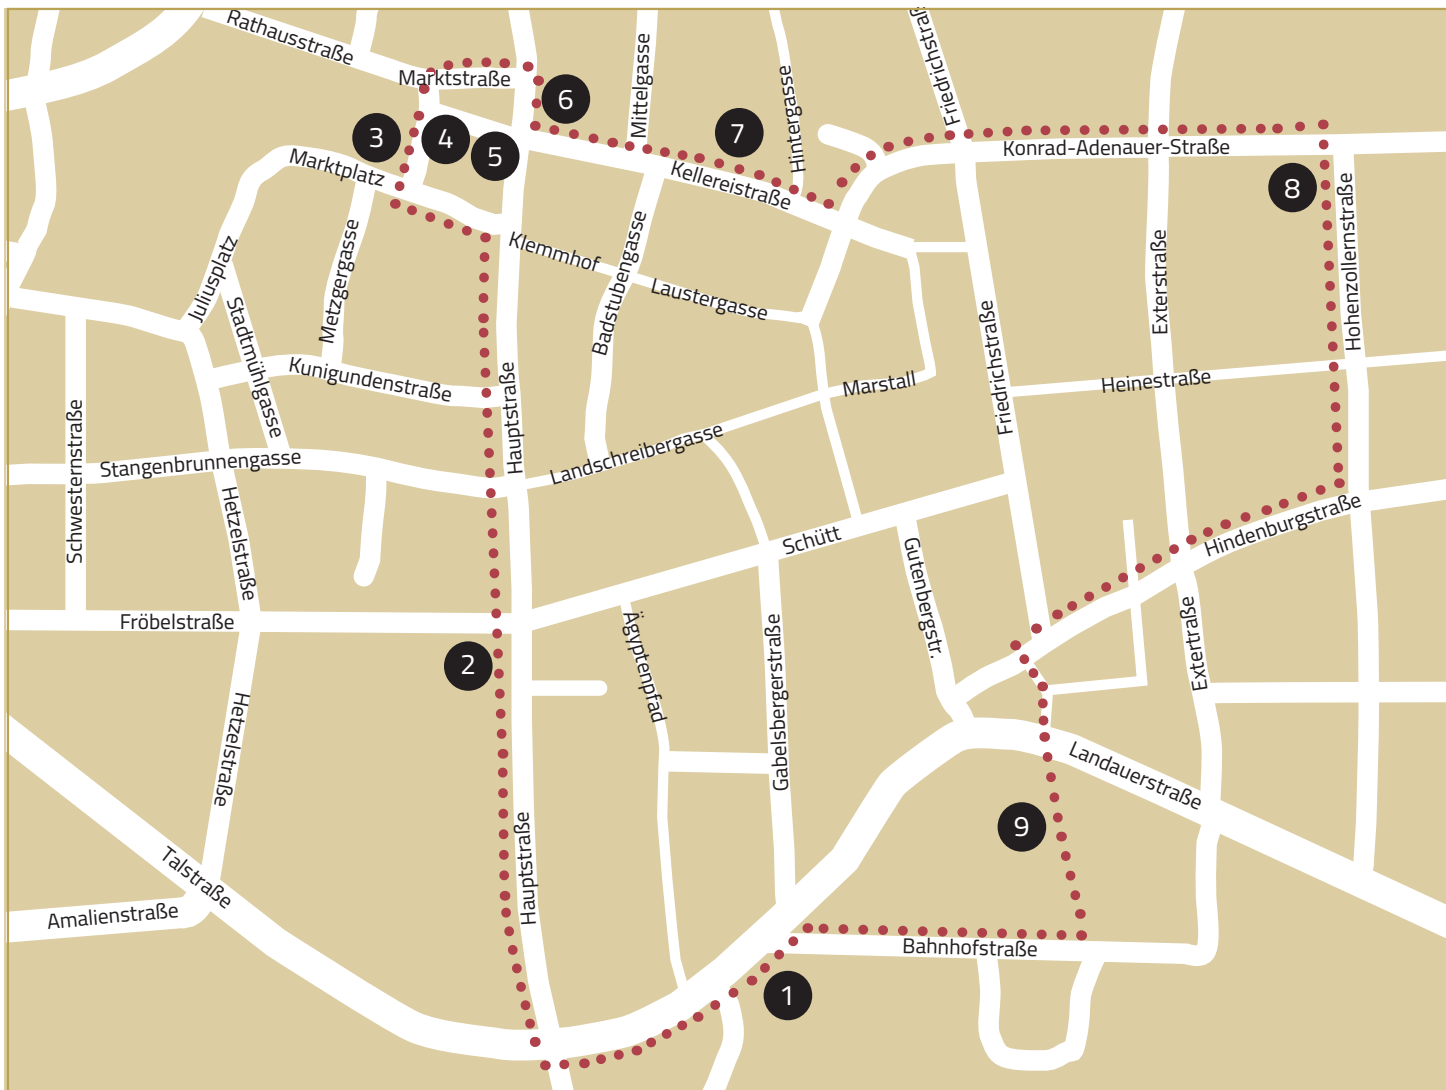 Rathausstraße
Marktstraße
Mittelgasse
Hintergasse
Friedrichstraß
6
3
4
5
7
Marktplatz
Kellereistraße
Konrad-Adenauer-Straße
8
Hohenzollernstraße
Juliusplatz
Metzgergasse
Klemmhof
Badstubengasse
Laustergasse
Exterstraße
Stadtmühlgasse
Kunigundenstraße
Hauptstraße
Marstall
Friedrichstraße
Heinestraße
Schwesternstraße
Stangenbrunnengasse
Landschreibergasse
Hetzelstraße
Schütt
Gutenbergstr.
Hindenburgstraße
Fröbelstraße
Ägyptenpfad
Gabelsbergerstraße
Extertraße
2
Hetzelstraße
Landauerstraße
9
Talstraße
Hauptstraße
Amalienstraße
Bahnhofstraße
1